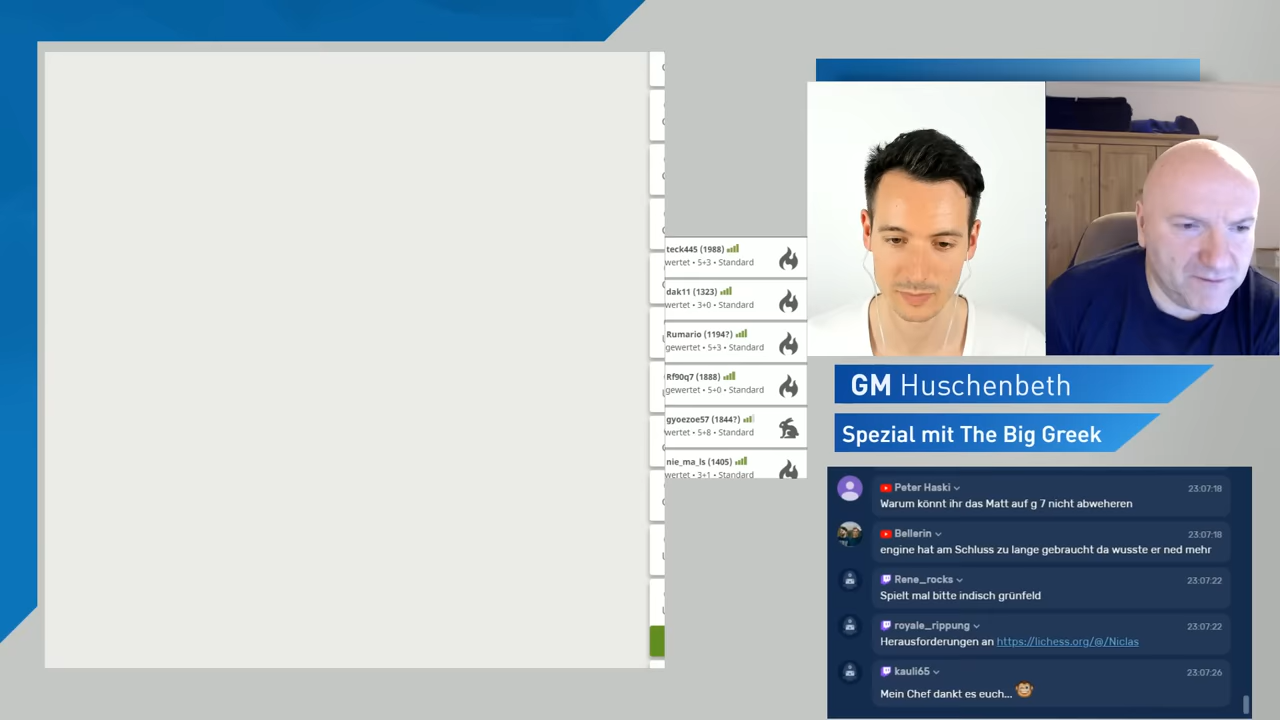 teck445 (1988)
wertet • 5+3 • Standard
dak11 (1323)
wertet • 3+0 • Standard
Rumario (1194?)
gewertet • 5+3 • Standard
Rf90q7 (1888)
gewertet • 5+0 • Standard
gyoezoe57 (1844?)
wertet • 5+8 • Standard
nie_ma_ls (1405)
wertet • 3+1 • Standard
GM Huschenbeth
Spezial mit The Big Greek
Peter Haski 23:07:18
Warum könnt ihr das Matt auf g 7 nicht abweheren
Bellerin 23:07:18
engine hat am Schluss zu lange gebraucht da wusste er ned mehr
Rene_rocks 23:07:22
Spielt mal bitte indisch grünfeld
royale_rippung 23:07:22
Herausforderungen an https://lichess.org/@/Niclas
kauli65 23:07:26
Mein Chef dankt es euch...